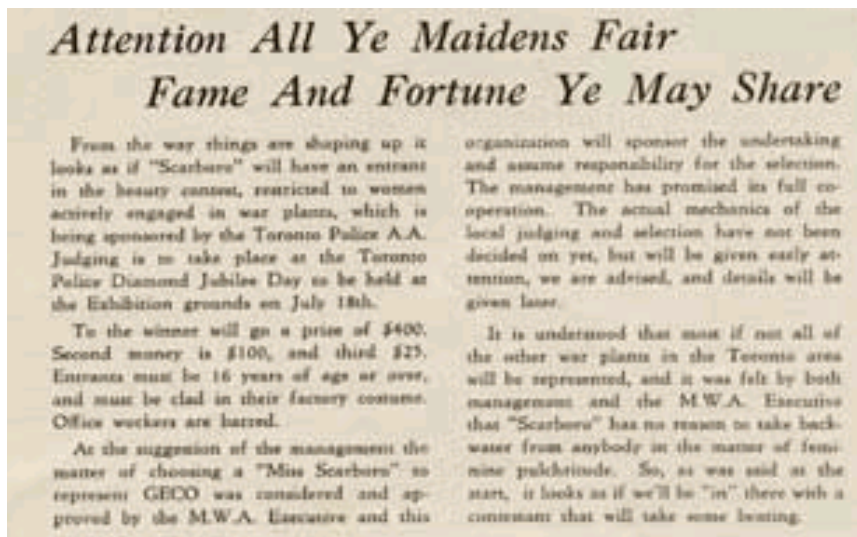 Attention All Ye Maidens Fair
Fame And Fortune Ye May Share
From the way things are shaping up it
looks as if "Scarboro" will have an entrant
in the beauty contest, restricted to women
actively engaged in war plants, which is
being sponsored by the Toronto Police A.A.
Judging is to take place at the Toronto
Police Diamond Jubilee Day to be held at
the Exhibition grounds on July 18th.
To the winner will go a prize of $400.
Second money is $100, and third $25.
Entrants must be 16 years of age or over,
and must be clad in their factory costume.
Office workers are barred.
At the suggestion of the management the
matter of choosing a "Miss Scarboro" to
represent GECO was considered and ap-
proved by the M.W.A. Executive and this
organization will sponsor the undertaking
and assume responsibility for the selection.
The management has promised its full co-
operation. The actual mechanics of the
local judging and selection have not been
decided on yet, but will be given early at-
tention, we are advised, and details will be
given later.
It is understood that most if not all of
the other war plants in the Toronto area
will be represented, and it was felt by both
management and the M.W.A. Executive
that "Scarboro" has no reason to take back-
water from anybody in the matter of femi-
nine pulchritude. So, as was said at the
start, it looks as if we'll be "in" there with a
contestant that will take some beating.